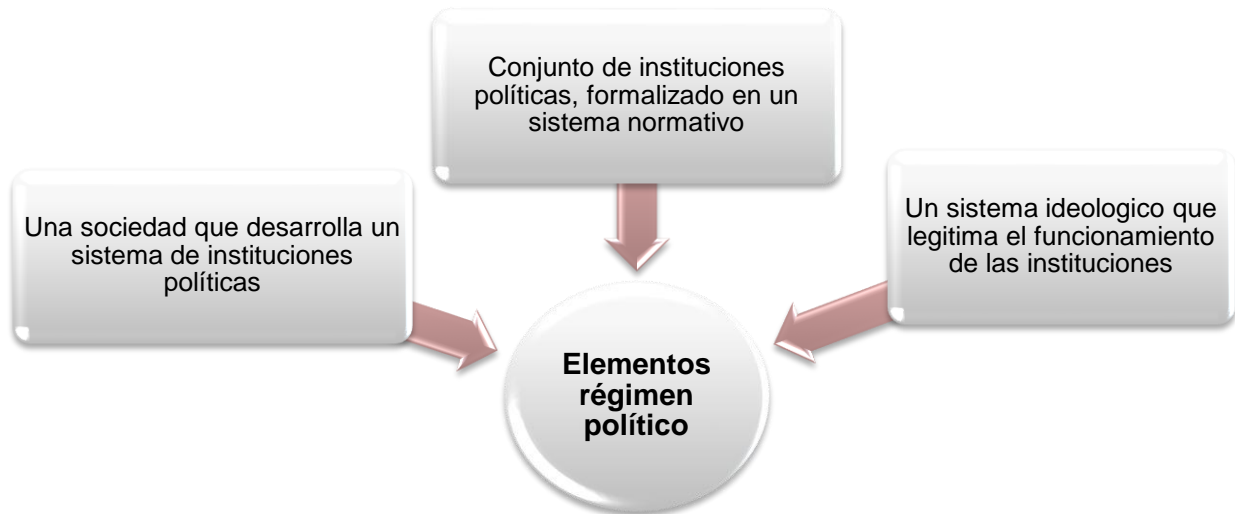 Conjunto de instituciones
políticas, formalizado en un
sistema normativo
Una sociedad que desarrolla un
sistema de instituciones
políticas
Un sistema ideologico que
legitima el funcionamiento
de las instituciones
Elementos
régimen
político